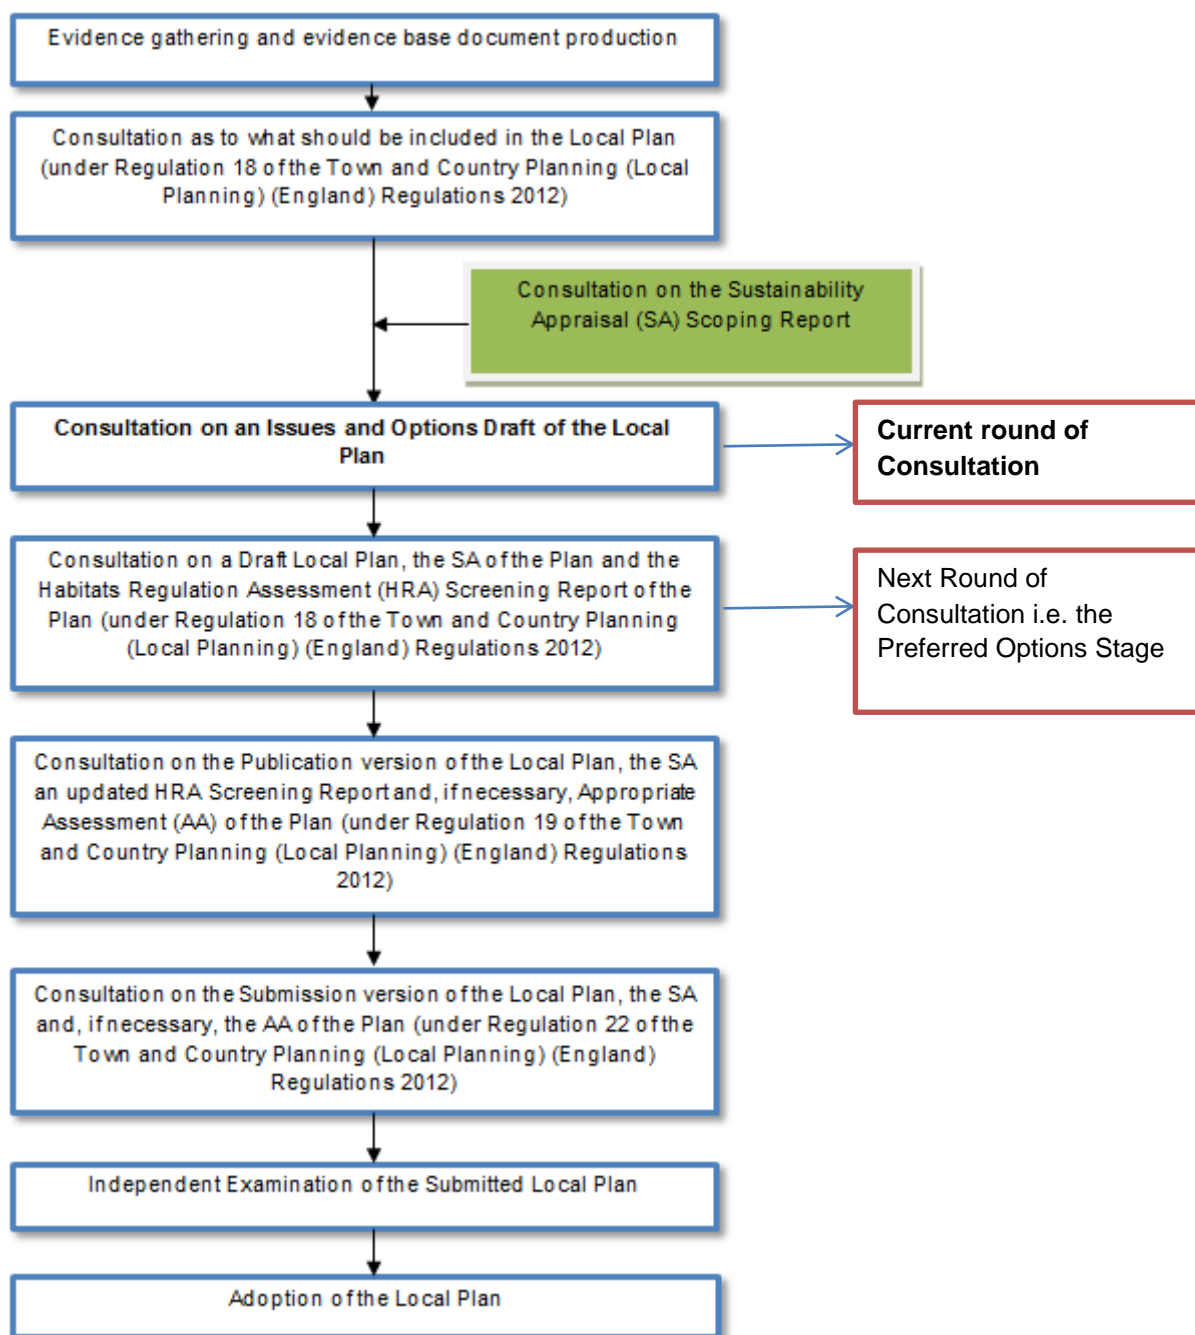 Evidence gathering and evidence base document production
Consultation as to what should be included in the Local Plan
(under Regulation 18 of the Town and Country Planning (Local
Planning) (England) Regulations 2012)
Consultation on the Sustainability
Appraisal (SA) Scoping Report
Consultation on an Issues and Options Draft of the Local
Plan
Current round of
Consultation
Consultation on a Draft Local Plan, the SA of the Plan and the
Habitats Regulation Assessment (HRA) Screening Report of the
Plan (under Regulation 18 of the Town and Country Planning
(Local Planning) (England) Regulations 2012)
Next Round of
Consultation i.e. the
Preferred Options Stage
Consultation on the Publication version of the Local Plan, the SA
an updated HRA Screening Report and, if necessary, Appropriate
Assessment (AA) of the Plan (under Regulation 19 of the Town
and Country Planning (Local Planning) (England) Regulations
2012)
Consultation on the Submission version of the Local Plan, the SA
and, if necessary, the AA of the Plan (under Regulation 22 of the
Town and Country Planning (Local Planning) (England)
Regulations 2012)
Independent Examination of the Submitted Local Plan
Adoption of the Local Plan